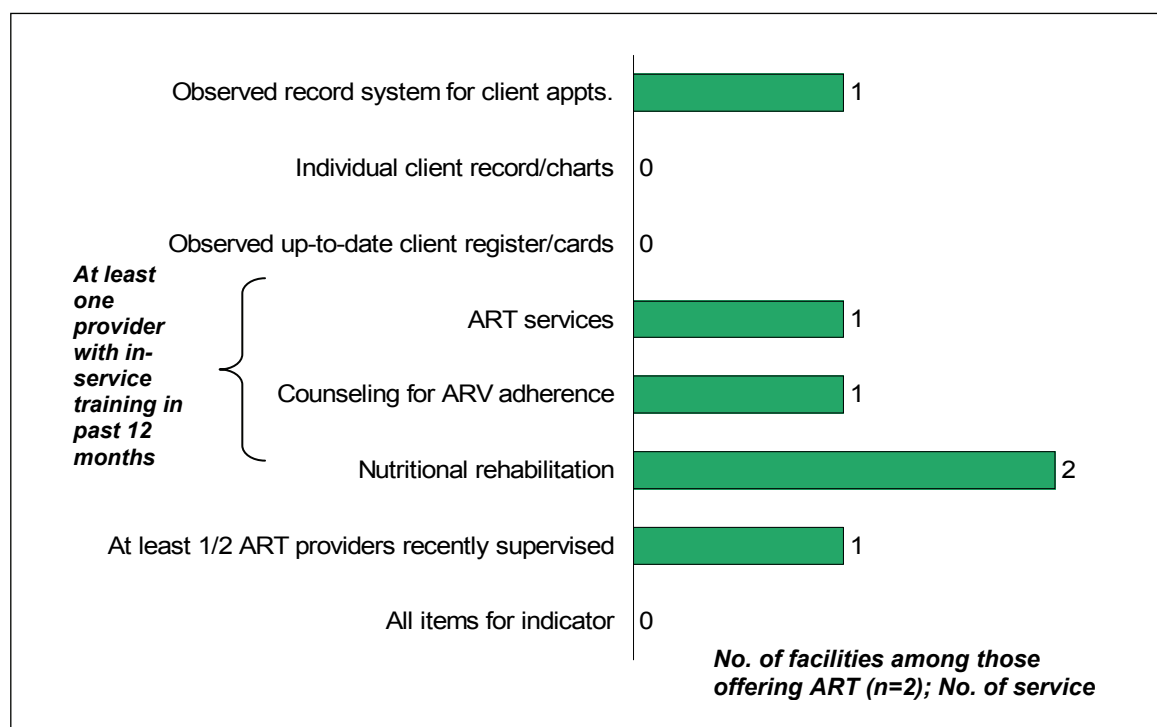 Observed record system for client appts. 1
Individual client record/charts 0
Observed up-to-date client register/cards 0
At least
one
provider
with in-
service
training in
past 12
months
ART services 1
Counseling for ARV adherence 1
Nutritional rehabilitation 2
At least 1/2 ART providers recently supervised 1
All items for indicator 0
No. of facilities among those
offering ART (n=2); No. of service